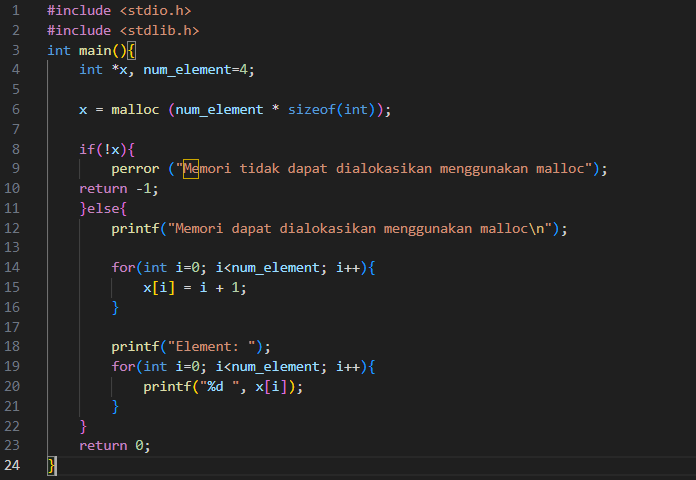 1 #include <stdio.h>
2 #include <stdlib.h>
3 int main(){
4     int *x, num_element=4;
5
6     x = malloc (num_element * sizeof(int));
7
8     if(!x){
9         perror ("Memori tidak dapat dialokasikan menggunakan malloc");
10     return -1;
11     }else{
12         printf("Memori dapat dialokasikan menggunakan malloc\n");
13
14         for(int i=0; i<num_element; i++){
15             x[i] = i + 1;
16         }
17
18         printf("Element: ");
19         for(int i=0; i<num_element; i++){
20             printf("%d ", x[i]);
21         }
22     }
23     return 0;
24 }